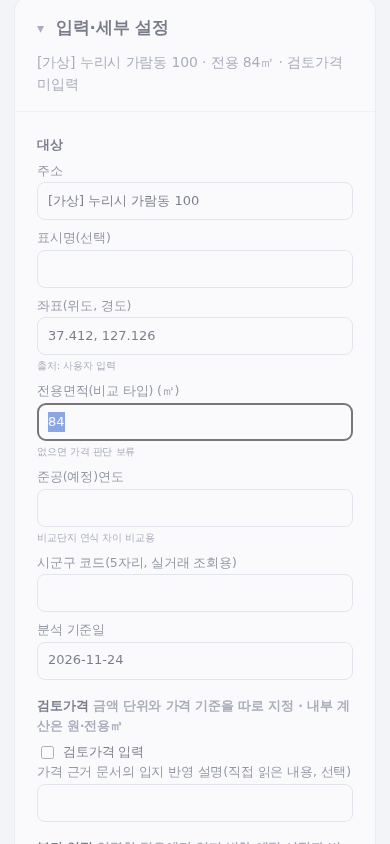 ▼ 입력·세부 설정
[가상] 누리시 가람동 100 · 전용 84㎡ · 검토가격
미입력
대상
주소
[가상] 누리시 가람동 100
표시명(선택)
좌표(위도, 경도)
37.412, 127.126
출처: 사용자 입력
전용면적(비교 타입) (㎡)
84
없으면 가격 판단 보류
준공(예정)연도
비교단지 연식 차이 비교용
시군구 코드(5자리, 실거래 조회용)
분석 기준일
2026-11-24
검토가격 금액 단위와 가격 기준을 따로 지정 · 내부 계
산은 원·전용㎡
검토가격 입력
가격 근거 문서의 입지 반영 설명(직접 읽은 내용, 선택)